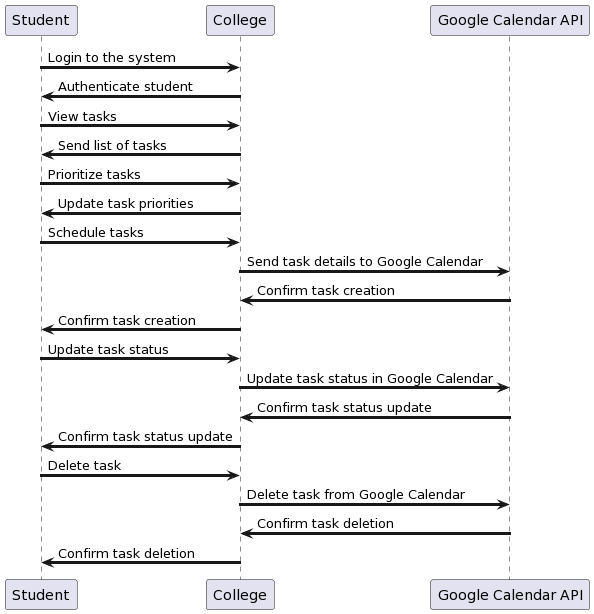 Student
College
Google Calendar API
Login to the system
Authenticate student
View tasks
Send list of tasks
Prioritize tasks
Update task priorities
Schedule tasks
Send task details to Google Calendar
Confirm task creation
Confirm task creation
Update task status
Update task status in Google Calendar
Confirm task status update
Confirm task status update
Delete task
Delete task from Google Calendar
Confirm task deletion
Confirm task deletion
Student
College
Google Calendar API